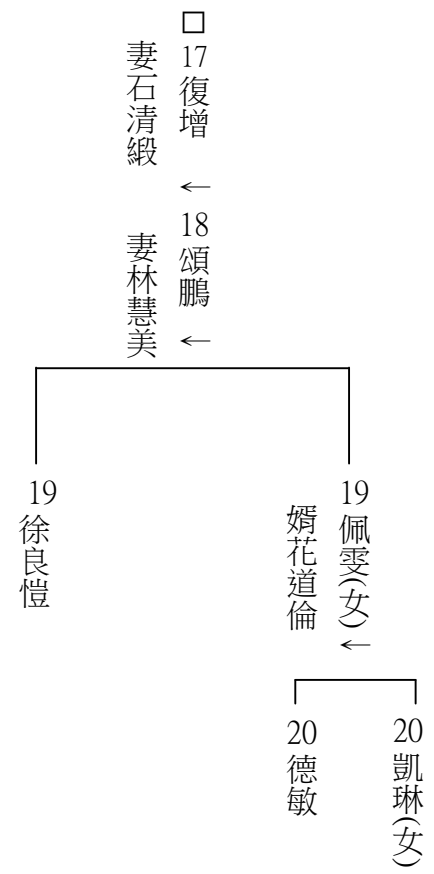 □ 17 復增 ← 18 頌鵬 ←
妻石清緞
妻林慧美
19 佩雯(女) ←
婿花道倫
20 凱琳(女)
20 德敏
19 徐良愷